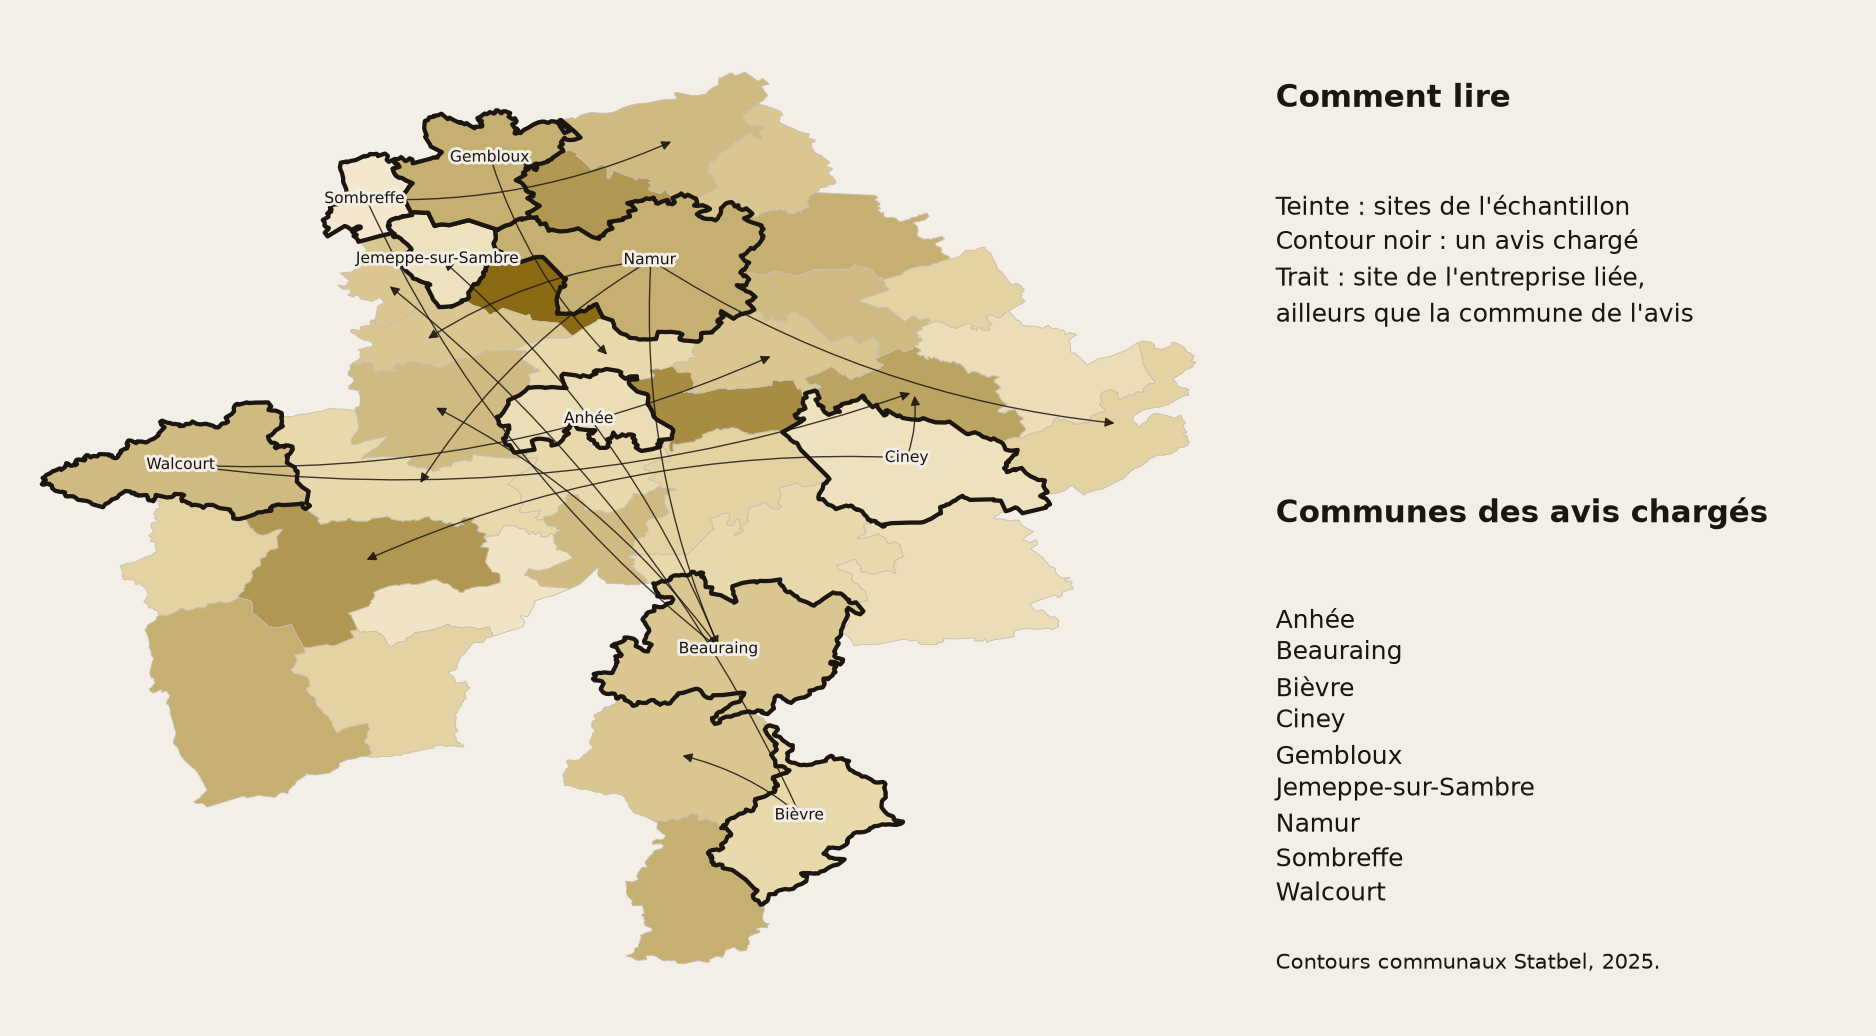 Comment lire
Teinte : sites de l'échantillon
Contour noir : un avis chargé
Trait : site de l'entreprise liée,
ailleurs que la commune de l'avis
Communes des avis chargés
Anhée
Beauraing
Bièvre
Ciney
Gembloux
Jemeppe-sur-Sambre
Namur
Sombreffe
Walcourt
Contours communaux Statbel, 2025.
Gembloux
Sombreffe
Jemeppe-sur-Sambre
Namur
Anhée
Walcourt
Ciney
Beauraing
Bièvre